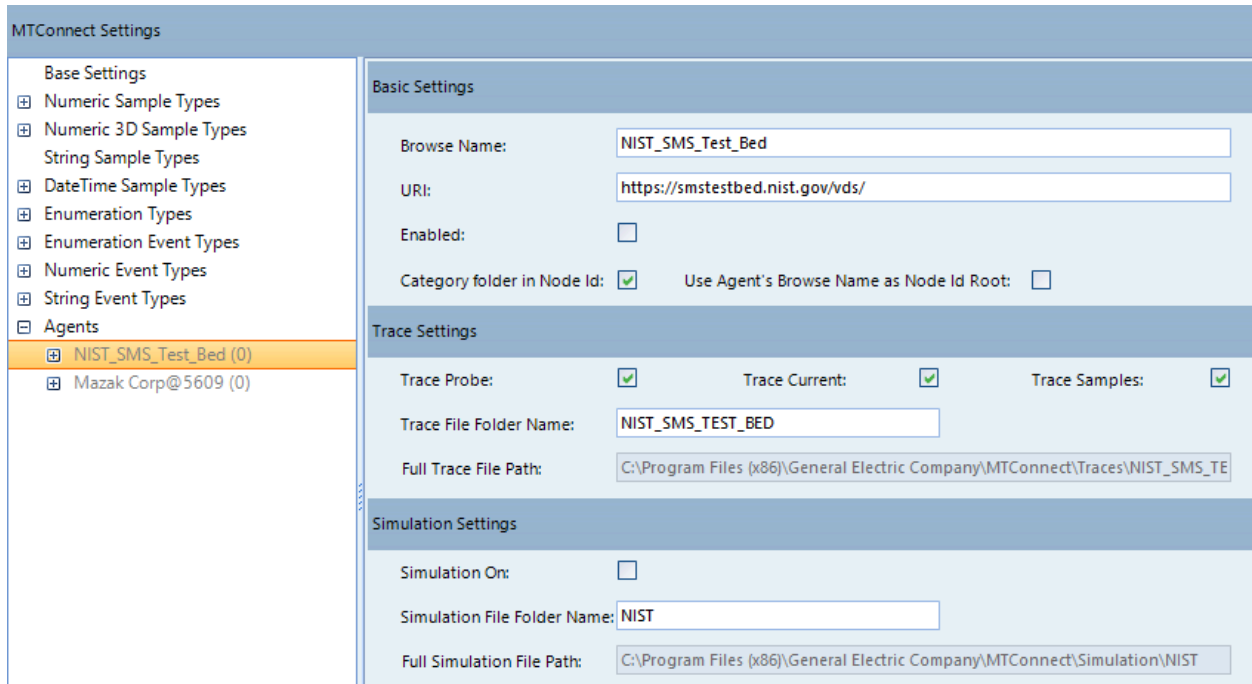 MTConnect Settings
Base Settings
Numeric Sample Types
Numeric 3D Sample Types
String Sample Types
DateTime Sample Types
Enumeration Types
Enumeration Event Types
Numeric Event Types
String Event Types
Agents
NIST_SMS_Test_Bed (0)
Mazak Corp@5609 (0)
Basic Settings
Browse Name: NIST_SMS_Test_Bed
URI: https://smstestbed.nist.gov/vds/
Enabled:
Category folder in Node Id: Use Agent's Browse Name as Node Id Root:
Trace Settings
Trace Probe: Trace Current: Trace Samples:
Trace File Folder Name: NIST_SMS_TEST_BED
Full Trace File Path: C:\Program Files (x86)\General Electric Company\MTConnect\Traces\NIST_SMS_TE
Simulation Settings
Simulation On:
Simulation File Folder Name: NIST
Full Simulation File Path: C:\Program Files (x86)\General Electric Company\MTConnect\Simulation\NIST